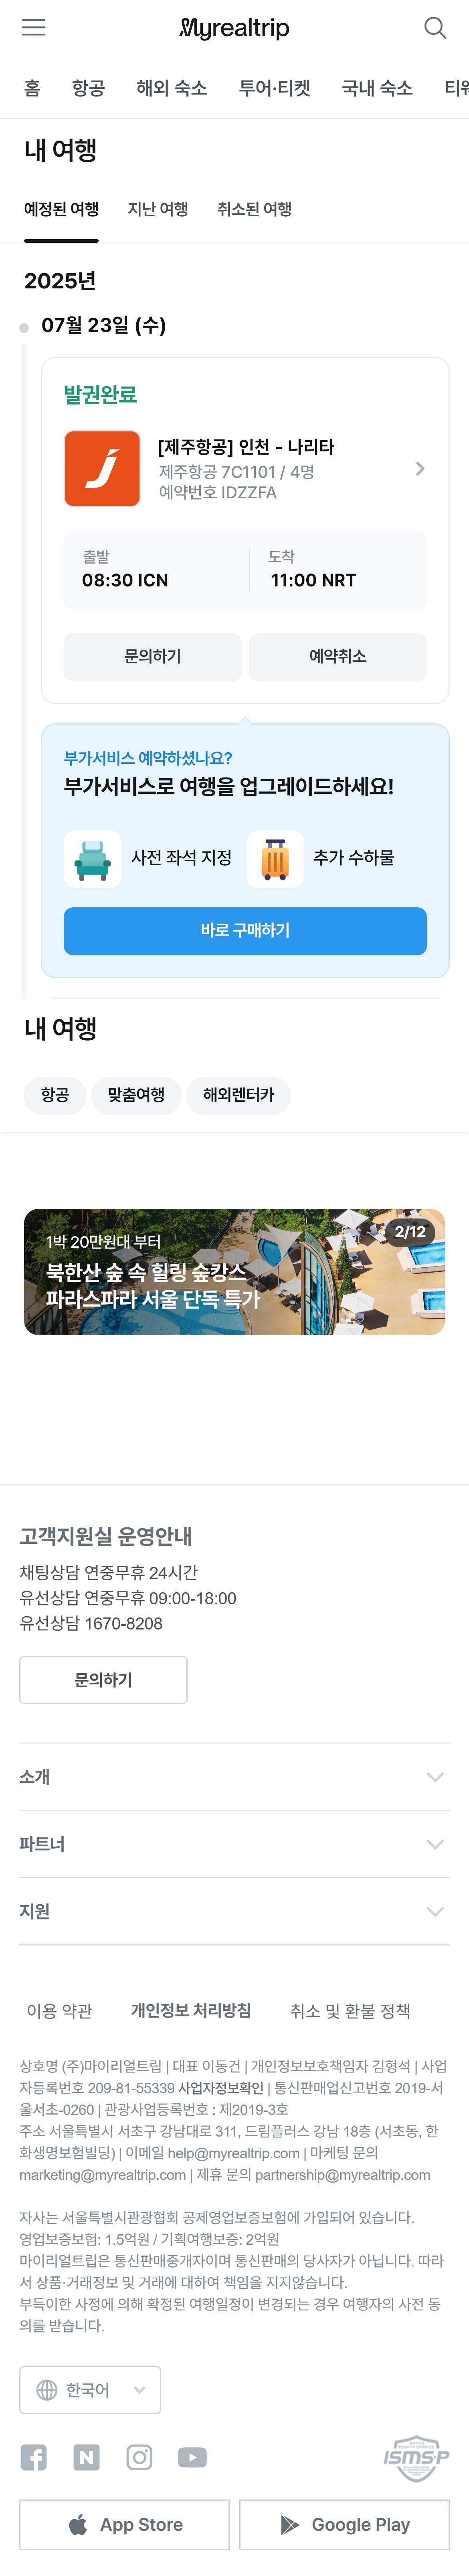 Myrealtrip
홈 항공 해외 숙소 투어·티켓 국내 숙소
내 여행
예정된 여행 지난 여행 취소된 여행
2025년
07월 23일 (수)
발권완료
[제주항공] 인천 - 나리타
제주항공 7C1101 / 4명
예약번호 IDZZFA
출발 도착
08:30 ICN 11:00 NRT
문의하기 예약취소
부가서비스 예약하셨나요?
부가서비스로 여행을 업그레이드하세요!
사전 좌석 지정 추가 수하물
바로 구매하기
내 여행
항공 맞춤여행 해외렌터카
2/12
1박 20만원대 부터
북한산 숲 속 힐링 숲캉스
파라스파라 서울 단독 특가
고객지원실 운영안내
채팅상담 연중무휴 24시간
유선상담 연중무휴 09:00-18:00
유선상담 1670-8208
문의하기
소개
파트너
지원
이용 약관 개인정보 처리방침 취소 및 환불 정책
상호명 (주)마이리얼트립 | 대표 이동건 | 개인정보보호책임자 김형석 | 사업
자등록번호 209-81-55339 사업자정보확인 | 통신판매업신고번호 2019-서
울서초-0260 | 관광사업등록번호 : 제2019-3호
주소 서울특별시 서초구 강남대로 311, 드림플러스 강남 18층 (서초동, 한
화생명보험빌딩) | 이메일 help@myrealtrip.com | 마케팅 문의
marketing@myrealtrip.com | 제휴 문의 partnership@myrealtrip.com
자사는 서울특별시관광협회 공제영업보증보험에 가입되어 있습니다.
영업보증보험: 1.5억원 / 기획여행보증: 2억원
마이리얼트립은 통신판매중개자이며 통신판매의 당사자가 아닙니다. 따라
서 상품·거래정보 및 거래에 대하여 책임을 지지않습니다.
부득이한 사정에 의해 확정된 여행일정이 변경되는 경우 여행자의 사전 동
의를 받습니다.
한국어
ISMS-P
App Store Google Play